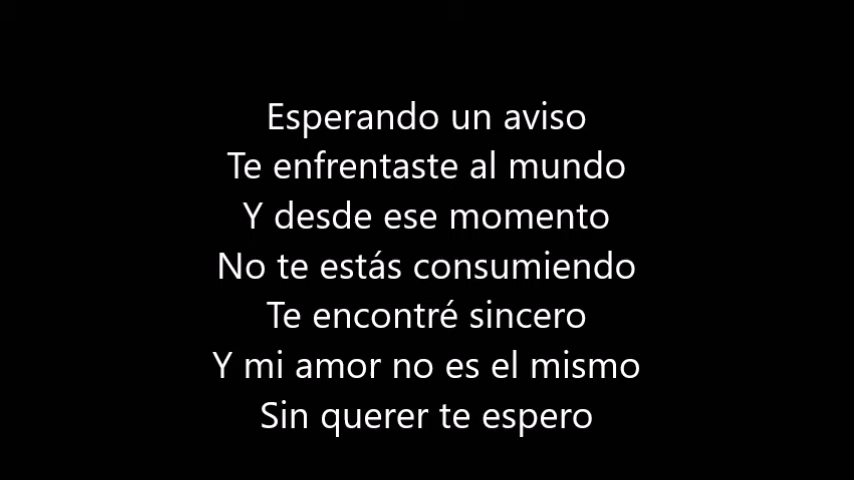 Esperando un aviso
Te enfrentaste al mundo
Y desde ese momento
No te estás consumiendo
Te encontré sincero
Y mi amor no es el mismo
Sin querer te espero